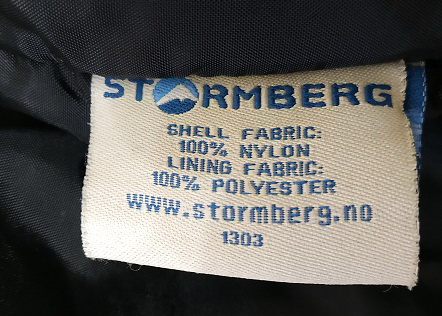 STORMBERG
SHELL FABRIC:
100% NYLON
LINING FABRIC:
100% POLYESTER
www.stormberg.no
1303